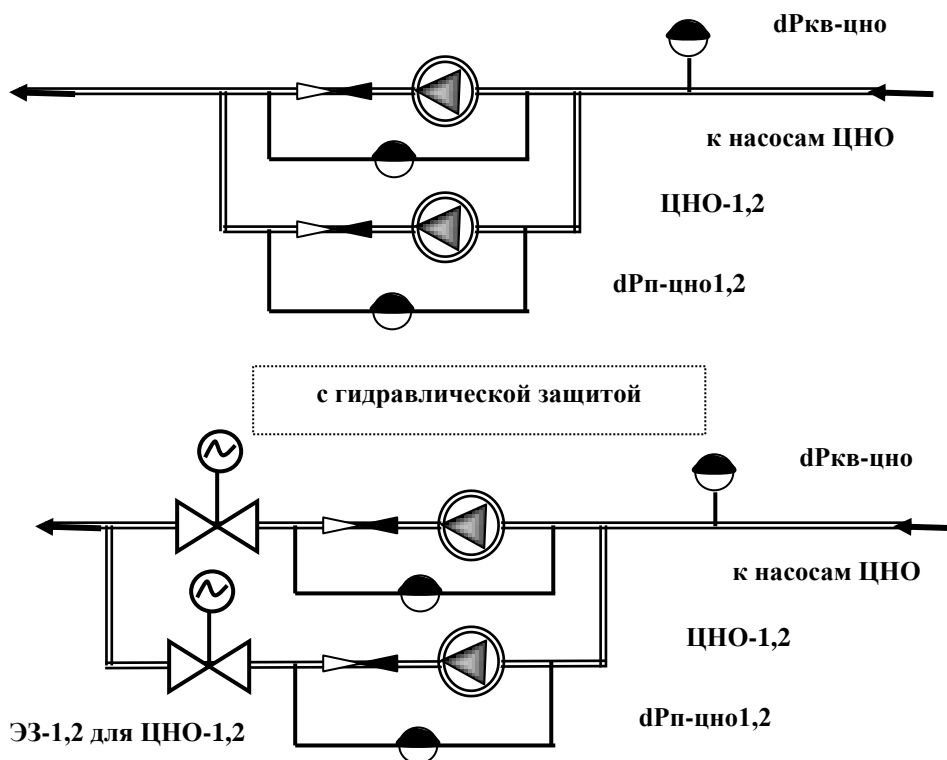 dPкв-цно
к насосам ЦНО
ЦНО-1,2
dPп-цно1,2
с гидравлической защитой
dPкв-цно
к насосам ЦНО
ЦНО-1,2
dPп-цно1,2
ЭЗ-1,2 для ЦНО-1,2